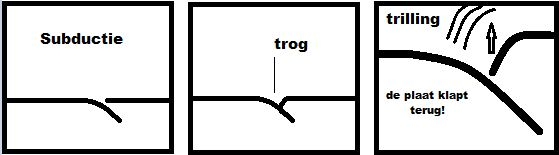 Subductie
trog
trilling
de plaat klapt
terug!